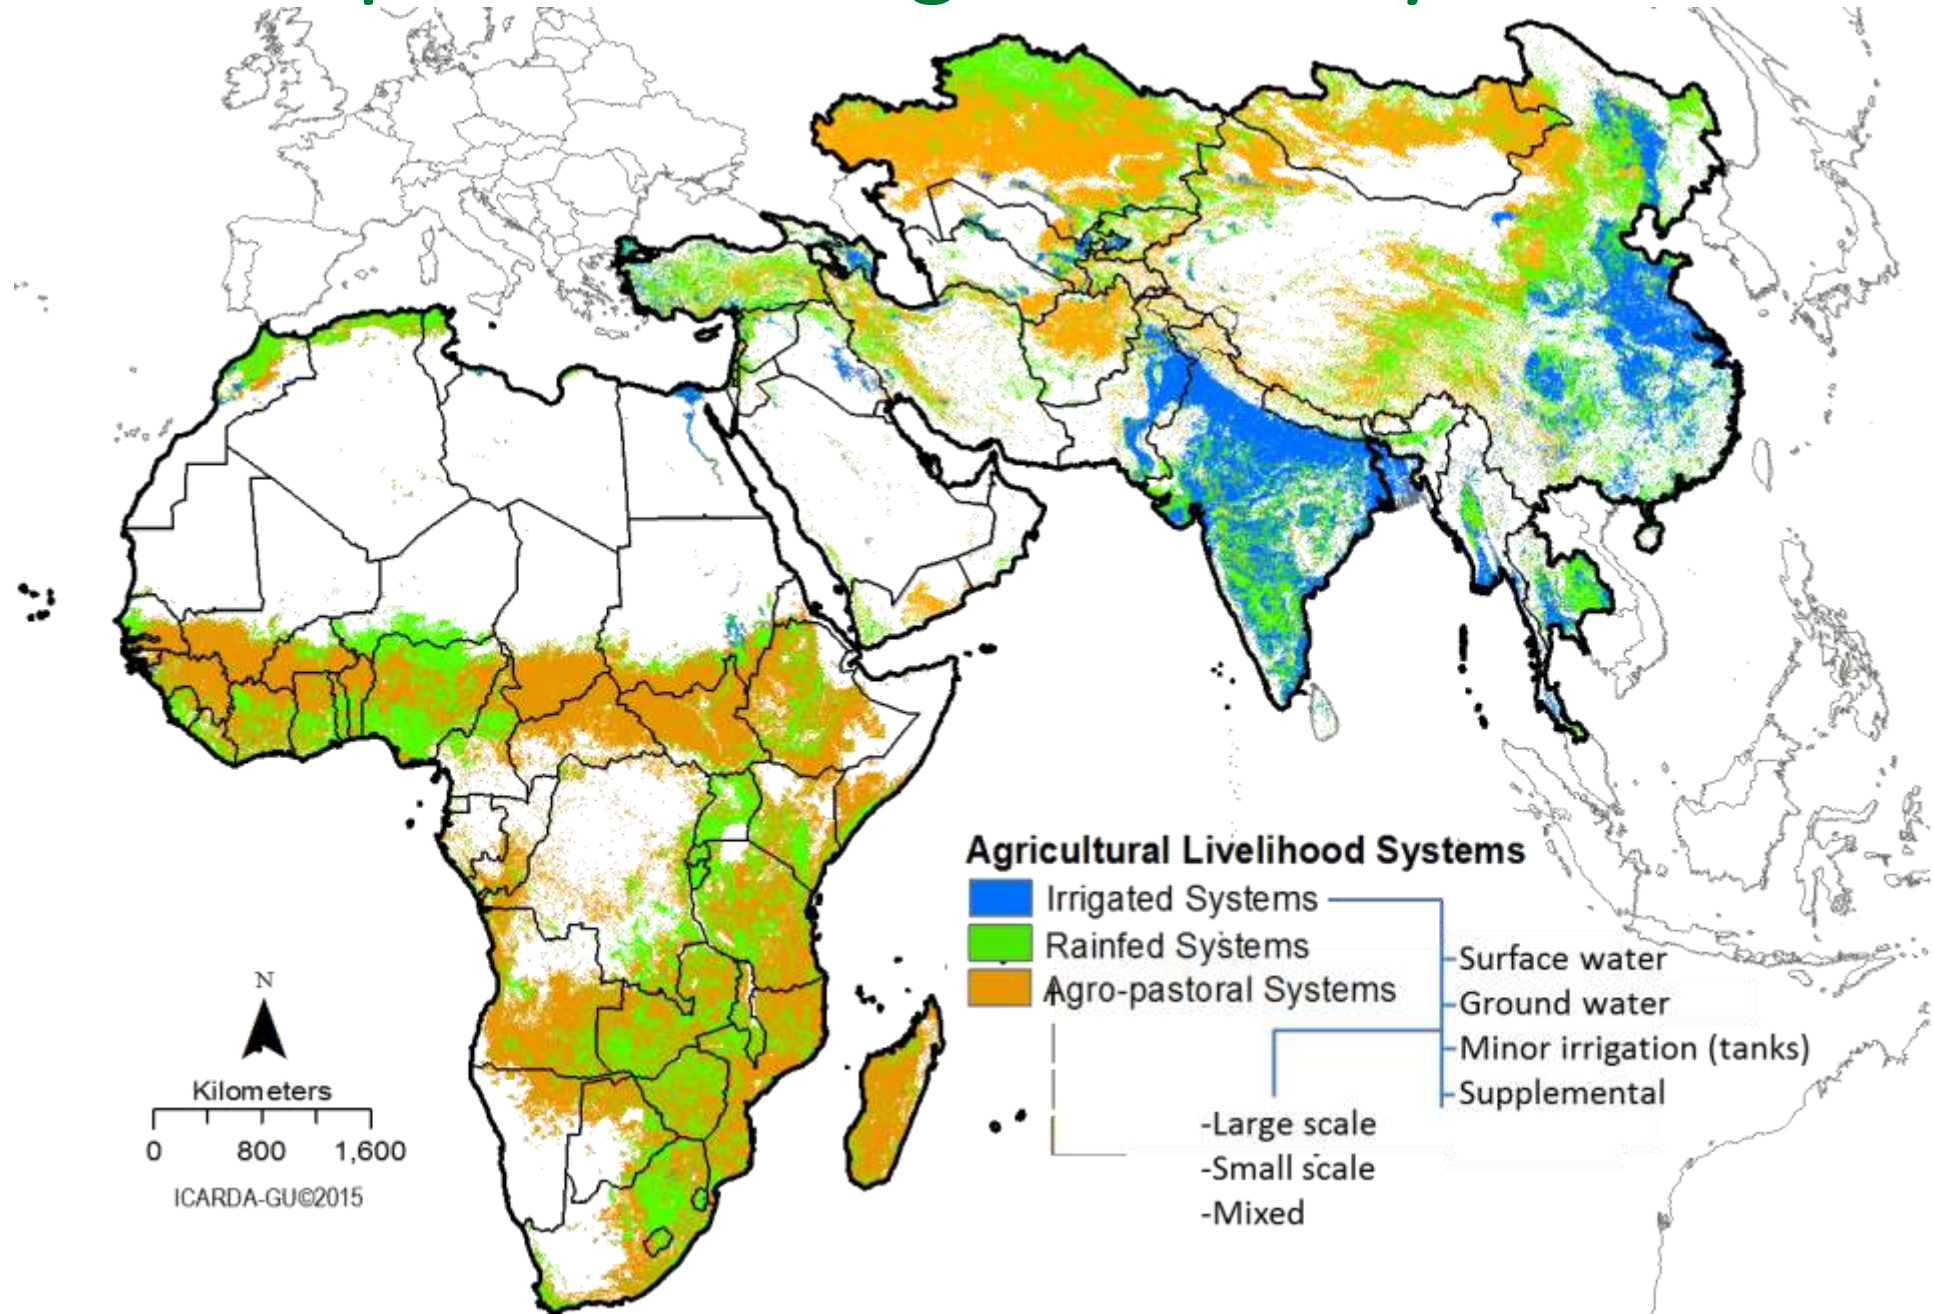 Agricultural Livelihood Systems
Irrigated Systems
Rainfed Systems
Agro-pastoral Systems
Surface water
Ground water
Minor irrigation (tanks)
Supplemental
-Large scale
-Small scale
-Mixed
N
Kilometers
0 800 1,600
ICARDA-GU©2015